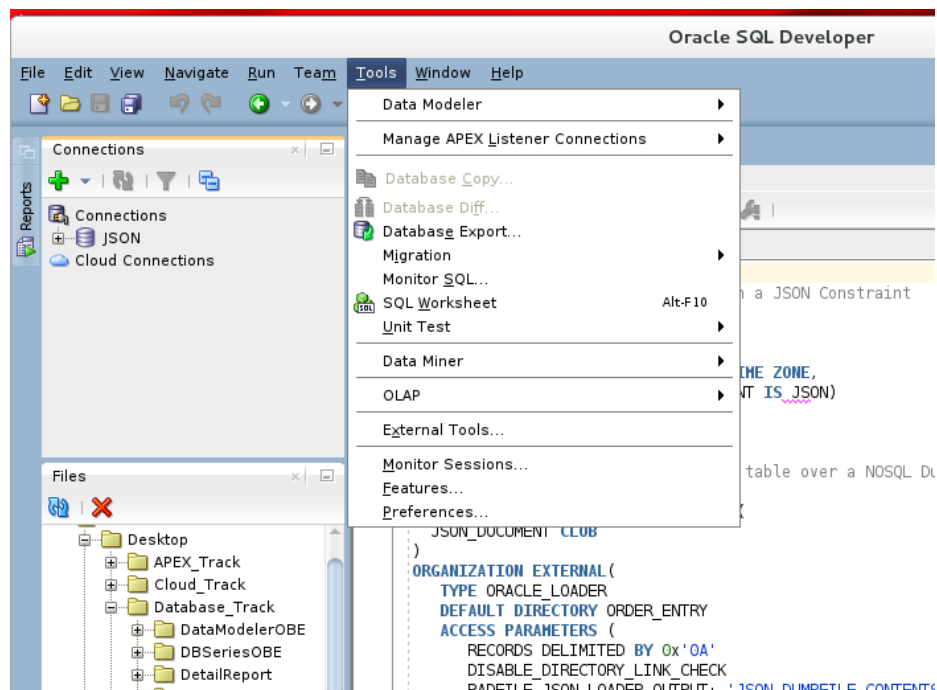 Oracle SQL Developer
File Edit View Navigate Run Team Tools Window Help
Data Modeler
Manage APEX Listener Connections
Database Copy...
Database Diff...
Database Export...
Migration
Monitor SQL...
SQL Worksheet Alt-F10
Unit Test
Data Miner
OLAP
External Tools...
Monitor Sessions...
Features...
Preferences...
Reports
Connections
Connections
JSON
Cloud Connections
Files
Desktop
APEX_Track
Cloud_Track
Database_Track
DataModelerOBE
DBSeriesOBE
DetailReport
a JSON Constraint
ZONE,
IS JSON)
table over a NOSQL
(
JSON_DOCUMENT CLOB
)
ORGANIZATION EXTERNAL(
TYPE ORACLE_LOADER
DEFAULT DIRECTORY ORDER_ENTRY
ACCESS PARAMETERS (
RECORDS DELIMITED BY 0x'0A'
DISABLE_DIRECTORY_LINK_CHECK